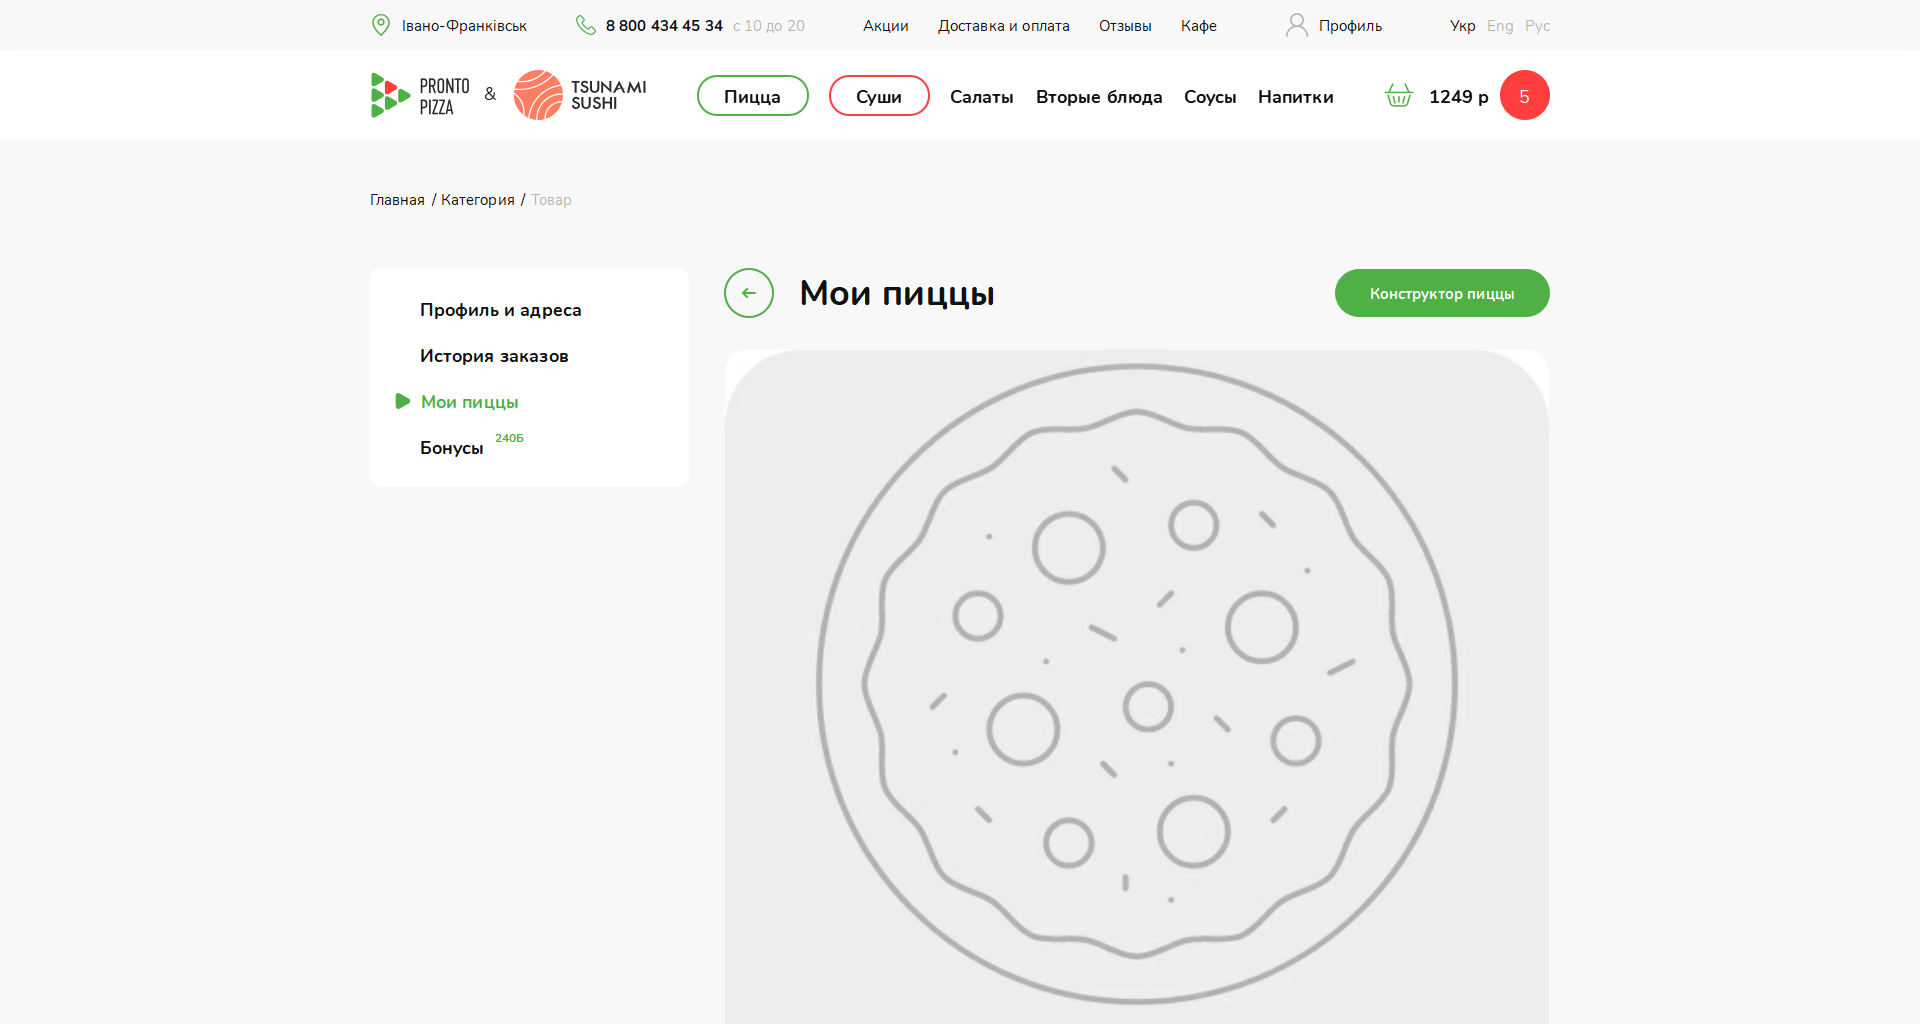 Івано-Франківськ 8 800 434 45 34 с 10 до 20 Акции Доставка и оплата Отзывы Кафе Профиль Укр Eng Рус
PRONTO PIZZA & TSUNAMI SUSHI Пицца Суши Салаты Вторые блюда Соусы Напитки 1249 р 5
Главная / Категория / Товар
Профиль и адреса
История заказов
Мои пиццы
Бонусы 240Б
Мои пиццы
Конструктор пиццы